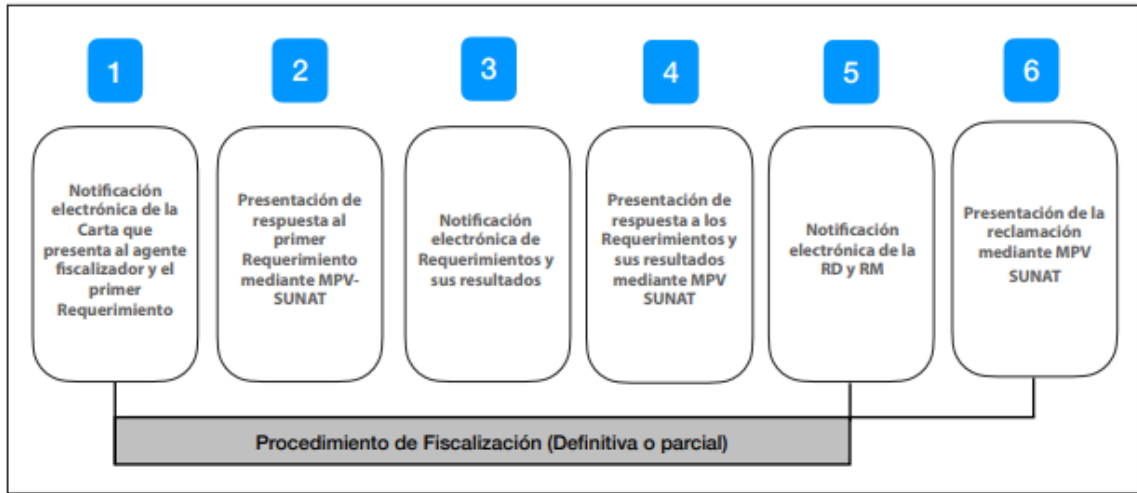 1
2
3
4
5
6
Notificación
electrónica de la
Carta que
presenta al agente
fiscalizador y el
primer
Requerimiento
Presentación de
respuesta al
primer
Requerimiento
mediante MPV-
SUNAT
Notificación
electrónica de
Requerimientos y
sus resultados
Presentación de
respuesta a los
Requerimientos y
sus resultados
mediante MPV
SUNAT
Notificación
electrónica de la
RD y RM
Presentación de la
reclamación
mediante MPV
SUNAT
Procedimiento de Fiscalización (Definitiva o parcial)